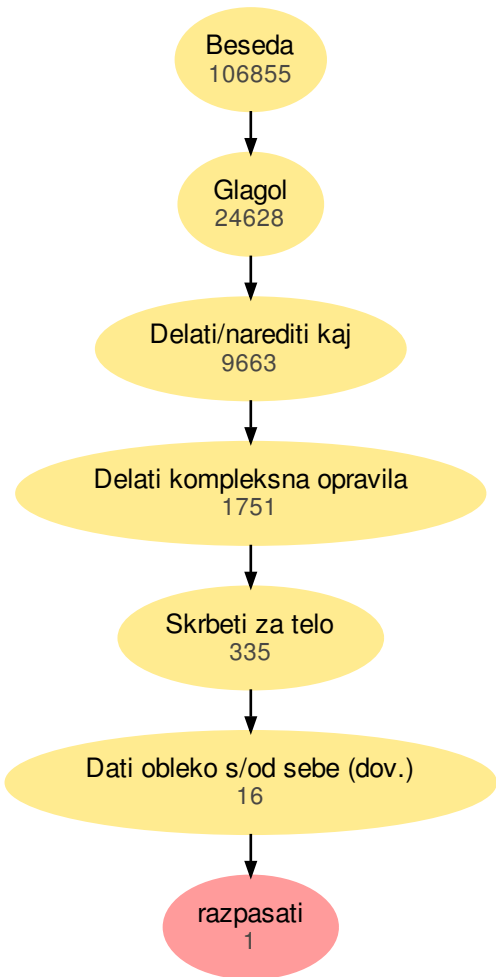 Beseda
106855
Glagol
24628
Delati/narediti kaj
9663
Delati kompleksna opravila
1751
Skrbeti za telo
335
Dati obleko s/od sebe (dov.)
16
razpasati
1